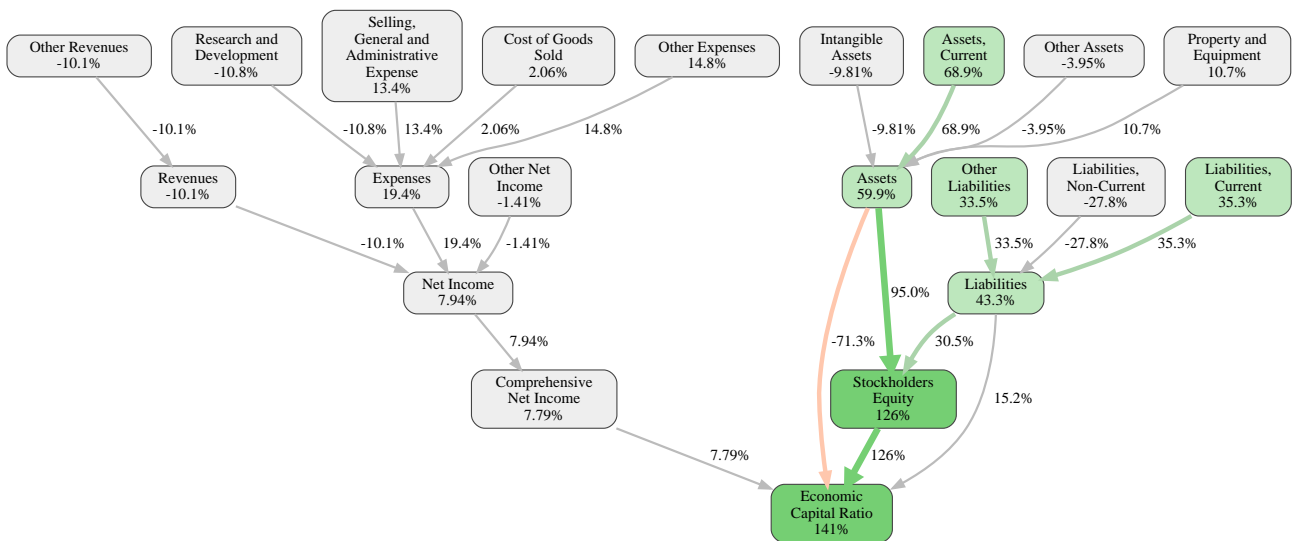 Other Revenues
-10.1%
Research and
Development
-10.8%
Selling,
General and
Administrative
Expense
13.4%
Cost of Goods
Sold
2.06%
Other Expenses
14.8%
Intangible
Assets
-9.81%
Assets,
Current
68.9%
Other Assets
-3.95%
Property and
Equipment
10.7%
-10.1%
-10.8%
13.4%
2.06%
14.8%
-9.81%
68.9%
-3.95%
10.7%
Revenues
-10.1%
Expenses
19.4%
Other Net
Income
-1.41%
Assets
59.9%
Other
Liabilities
33.5%
Liabilities,
Non-Current
-27.8%
Liabilities,
Current
35.3%
-10.1%
19.4%
-1.41%
33.5%
-27.8%
35.3%
Net Income
7.94%
95.0%
Liabilities
43.3%
7.94%
-71.3%
30.5%
Comprehensive
Net Income
7.79%
Stockholders
Equity
126%
15.2%
7.79%
126%
Economic
Capital Ratio
141%